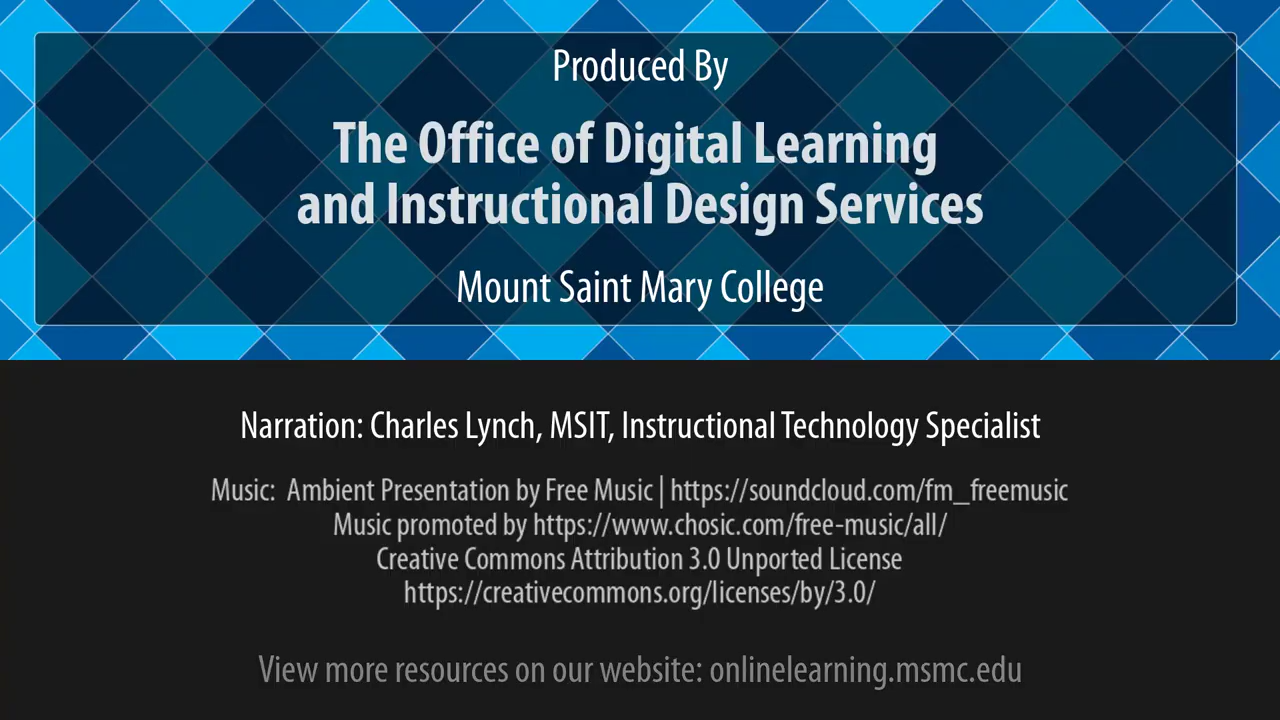 Produced By
The Office of Digital Learning
and Instructional Design Services
Mount Saint Mary College
Narration: Charles Lynch, MSIT, Instructional Technology Specialist
Music:  Ambient Presentation by Free Music | https://soundcloud.com/fm_freemusic
Music promoted by https://www.chosic.com/free-music/all/
Creative Commons Attribution 3.0 Unported License
https://creativecommons.org/licenses/by/3.0/
View more resources on our website: onlinelearning.msmc.edu